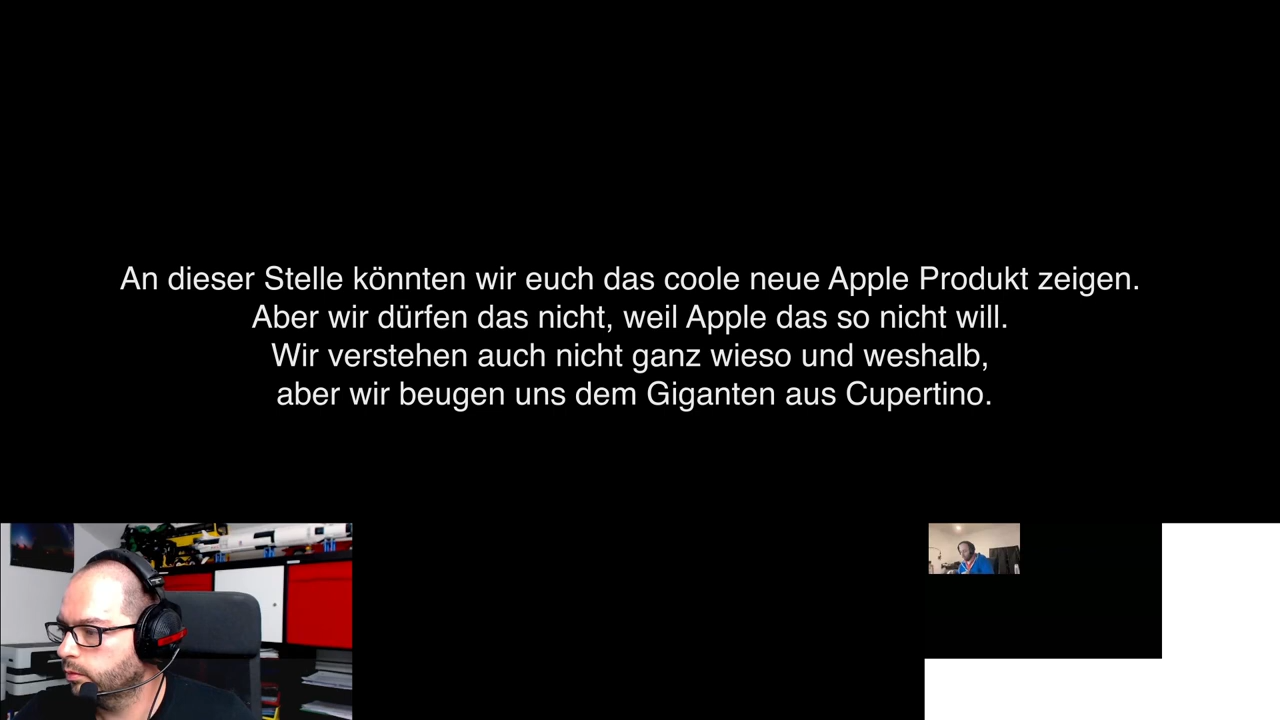 An dieser Stelle könnten wir euch das coole neue Apple Produkt zeigen.
Aber wir dürfen das nicht, weil Apple das so nicht will.
Wir verstehen auch nicht ganz wieso und weshalb,
aber wir beugen uns dem Giganten aus Cupertino.